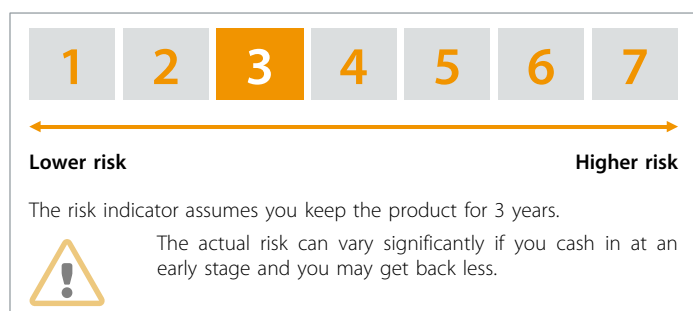 1 2 3 4 5 6 7
Lower risk Higher risk
The risk indicator assumes you keep the product for 3 years.
The actual risk can vary significantly if you cash in at an
early stage and you may get back less.